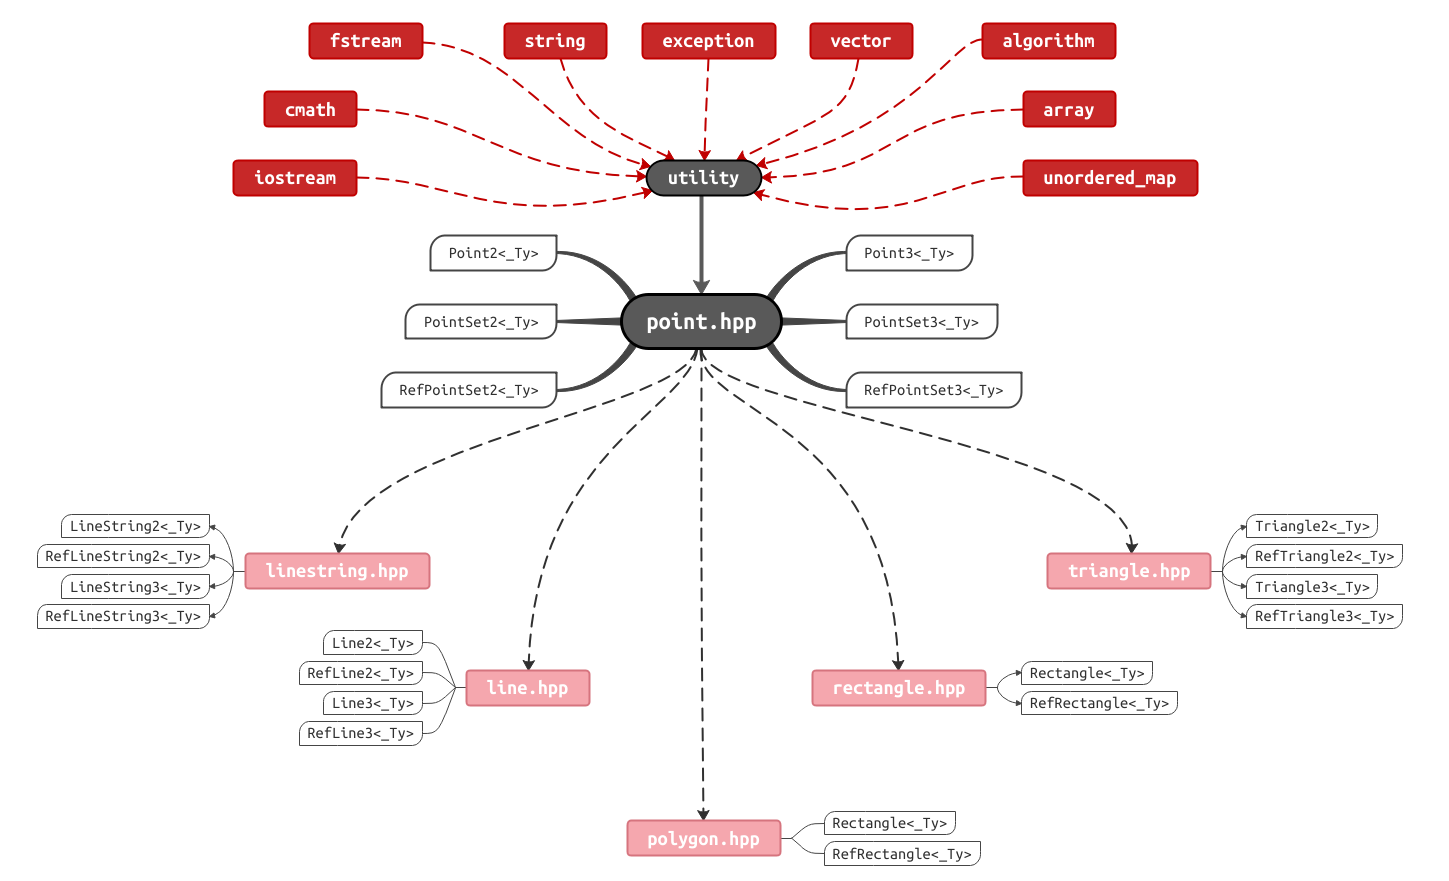 fstream
string
exception
vector
algorithm
cmath
array
iostream
utility
unordered_map
Point2<_Ty>
Point3<_Ty>
PointSet2<_Ty>
point.hpp
PointSet3<_Ty>
RefPointSet2<_Ty>
RefPointSet3<_Ty>
LineString2<_Ty>
RefLineString2<_Ty>
linestring.hpp
LineString3<_Ty>
RefLineString3<_Ty>
triangle.hpp
Triangle2<_Ty>
RefTriangle2<_Ty>
Triangle3<_Ty>
RefTriangle3<_Ty>
Line2<_Ty>
RefLine2<_Ty>
line.hpp
Line3<_Ty>
RefLine3<_Ty>
rectangle.hpp
Rectangle<_Ty>
RefRectangle<_Ty>
polygon.hpp
Rectangle<_Ty>
RefRectangle<_Ty>